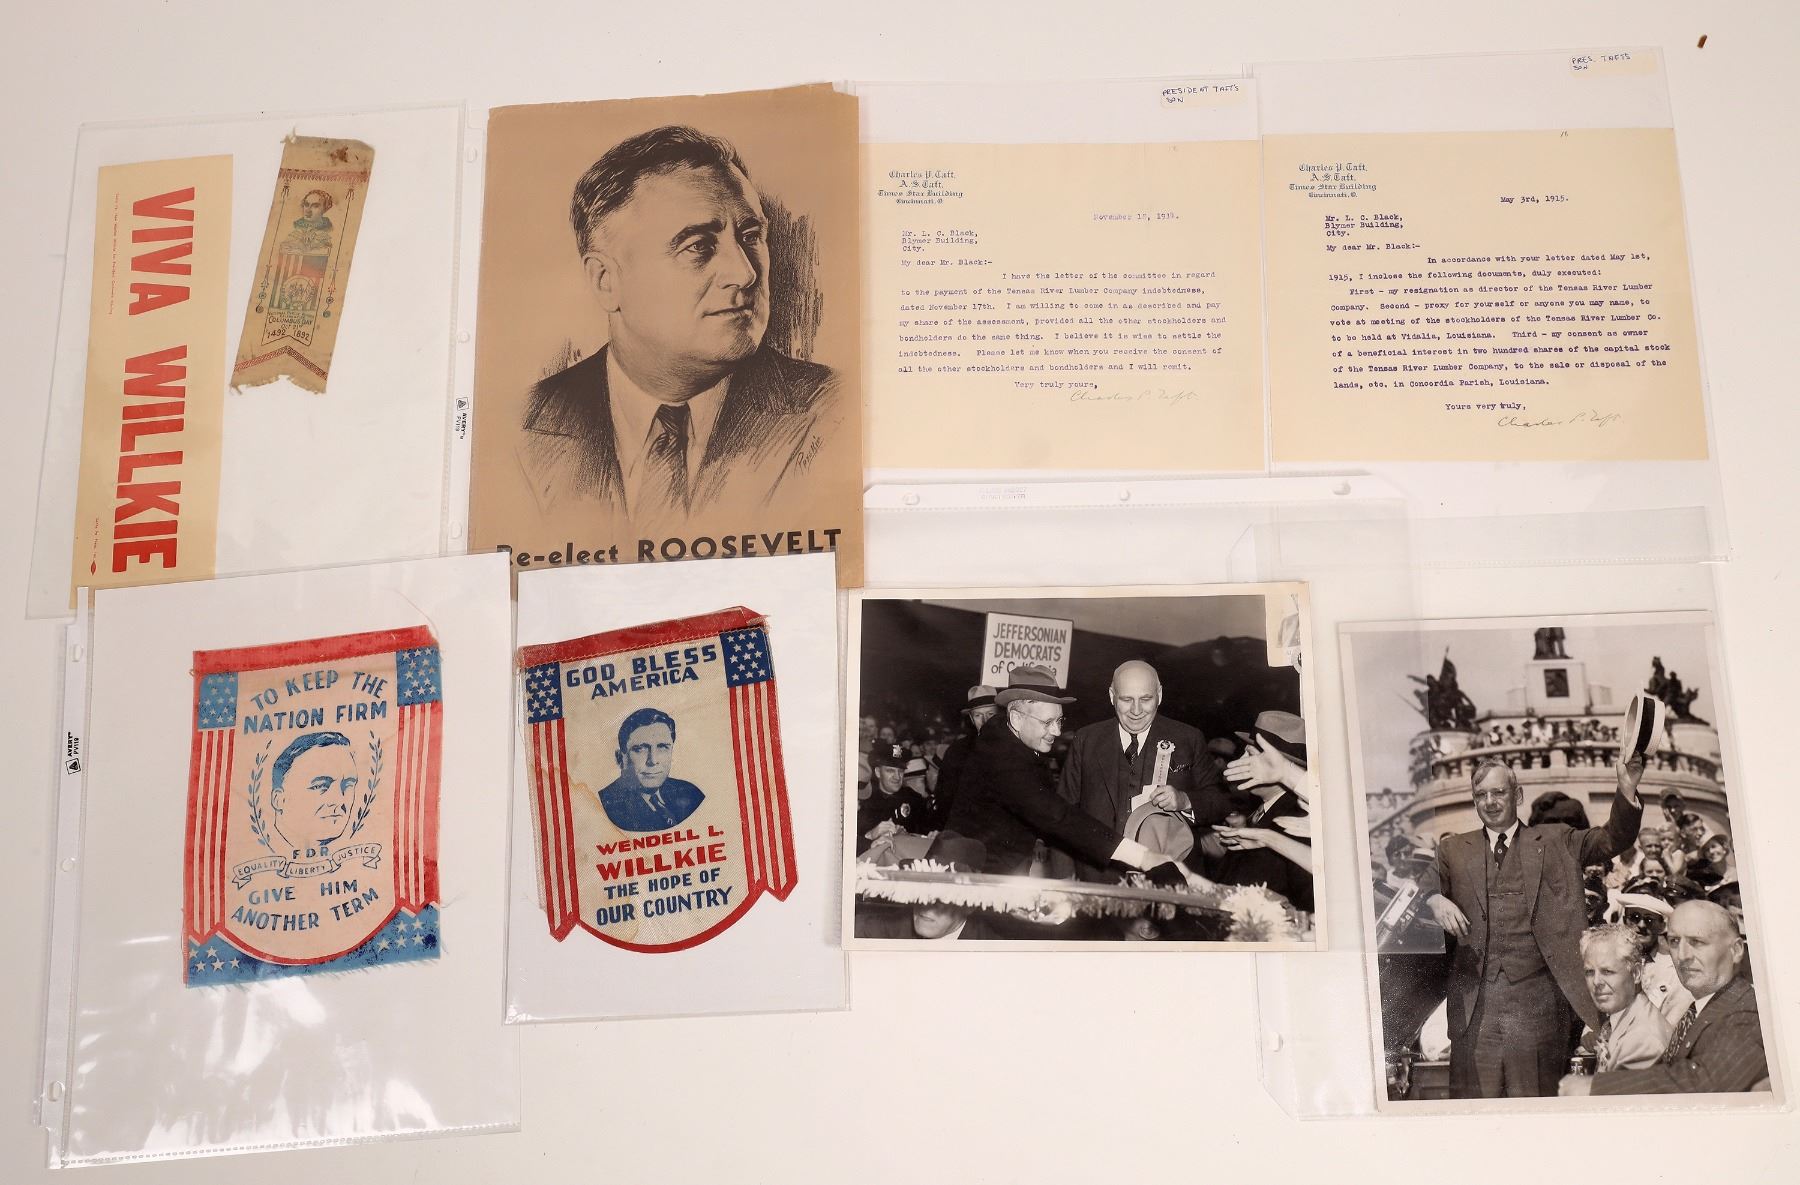 VIVA WILLKIE
COLUMBUS DAY
OCT 21ST
1492 1892
AVERY
PV119
Re-elect ROOSEVELT
PRESIDENT TAFT'S
SON
Charles P. Taft,
A. S. Taft,
Times Star Building
Cincinnati, O.
November 18,
Mr. L. C. Black,
Blymer Building,
City.
My dear Mr. Black:-
I have the letter of the committee in regard
to the payment of the Tensas River Lumber Company indebtedness,
dated November 17th. I am willing to come in as described and pay
my share of the assessment, provided all the other stockholders and
bondholders do the same thing. I believe it is wise to settle the
indebtedness. Please let me know when you receive the consent of
all the other stockholders and bondholders and I will remit.
Very truly yours,
Charles P. Taft
PRES. TAFT'S
SON
Charles P. Taft,
A. S. Taft,
Times Star Building
Cincinnati, O.
May 3rd, 1915.
Mr. L. C. Black,
Blymer Building,
City.
My dear Mr. Black:-
In accordance with your letter dated May 1st,
1915, I inclose the following documents, duly executed:
First - my resignation as director of the Tensas River Lumber
Company. Second - proxy for yourself or anyone you may name, to
vote at meeting of the stockholders of the Tensas River Lumber Co.
to be held at Vidalia, Louisiana. Third - my consent as owner
of a beneficial interest in two hundred shares of the capital stock
of the Tensas River Lumber Company, to the sale or disposal of the
lands, etc. in Concordia Parish, Louisiana.
Yours very truly,
Charles P. Taft
AVERY
PV119
TO KEEP THE
NATION FIRM
FDR
EQUALITY LIBERTY JUSTICE
GIVE HIM
ANOTHER TERM
GOD BLESS
AMERICA
WENDELL L.
WILLKIE
THE HOPE OF
OUR COUNTRY
JEFFERSONIAN
DEMOCRATS
of California